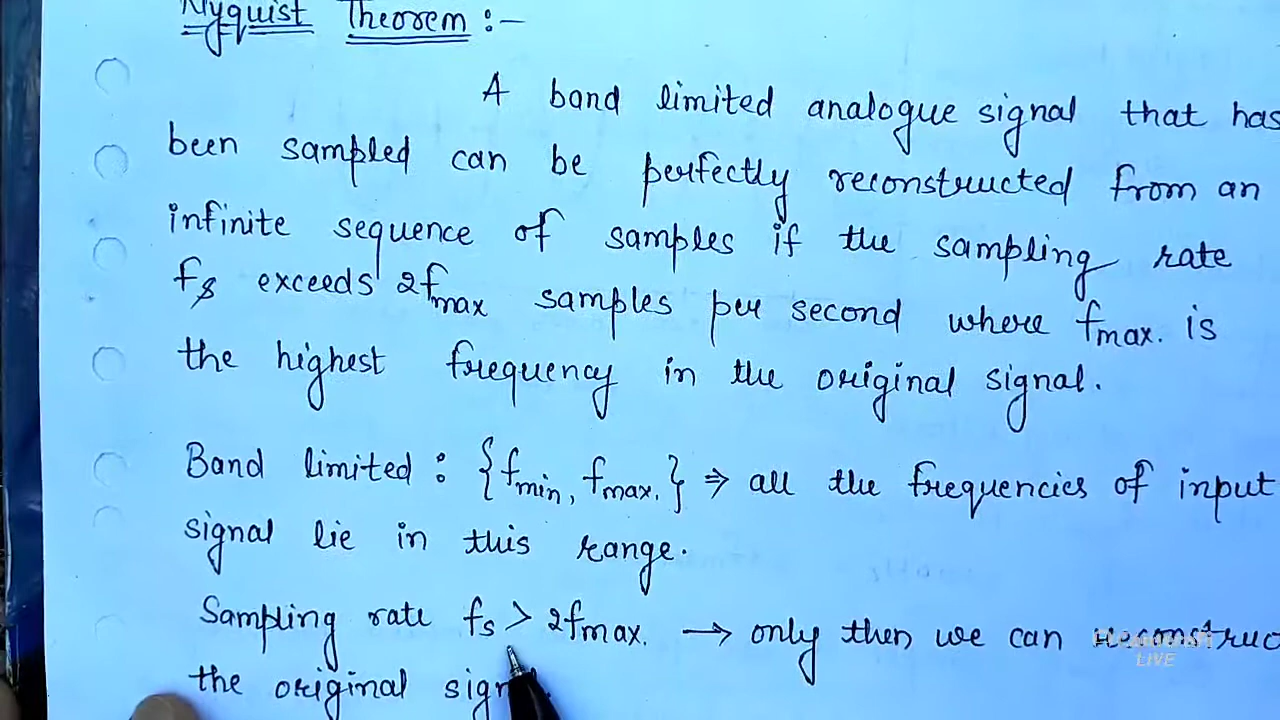 Nyquist Theorem :-
A band limited analogue signal that has
been sampled can be perfectly reconstructed from an
infinite sequence of samples if the sampling rate
fs exceeds 2fmax samples per second where fmax. is
the highest frequency in the original signal.
Band limited : {fmin, fmax.} ⇒ all the frequencies of input
signal lie in this range.
Sampling rate fs > 2fmax. → only then we can reconstruc
the original sign
LIVE